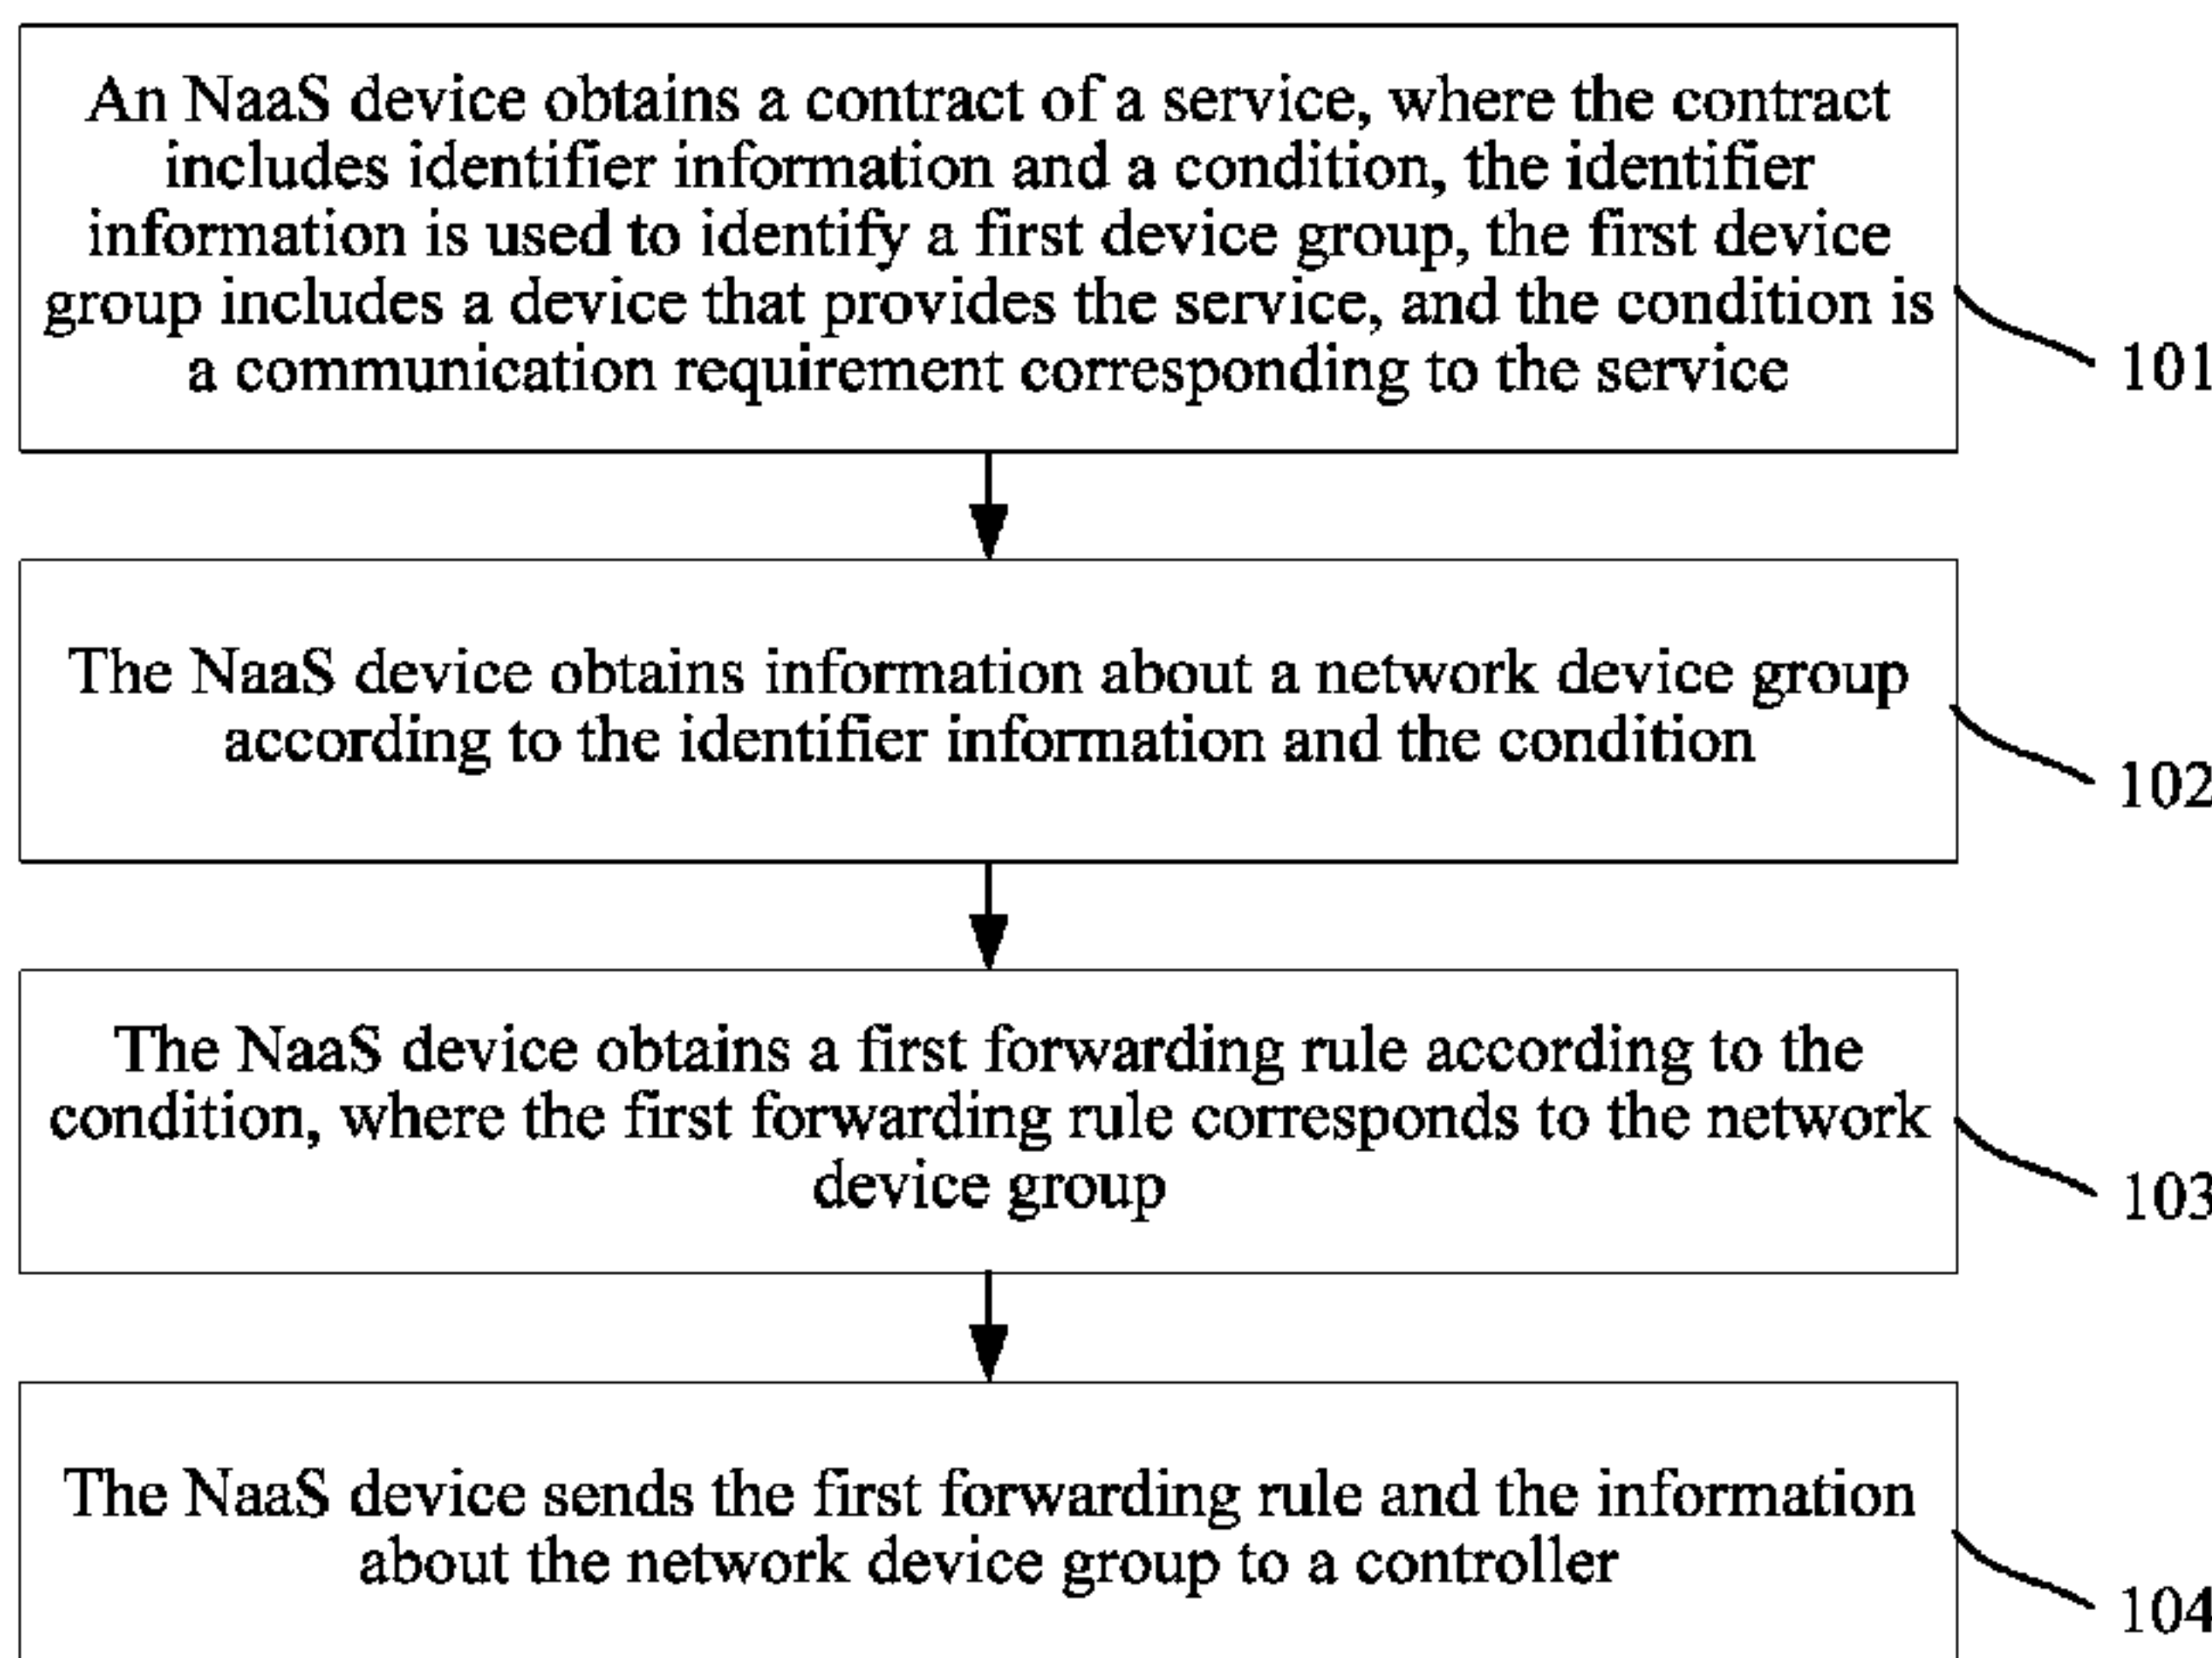 An NaaS device obtains a contract of a service, where the contract
includes identifier information and a condition, the identifier
information is used to identify a first device group, the first device
group includes a device that provides the service, and the condition is
a communication requirement corresponding to the service
101
The NaaS device obtains information about a network device group
according to the identifier information and the condition
102
The NaaS device obtains a first forwarding rule according to the
condition, where the first forwarding rule corresponds to the network
device group
103
The NaaS device sends the first forwarding rule and the information
about the network device group to a controller
104